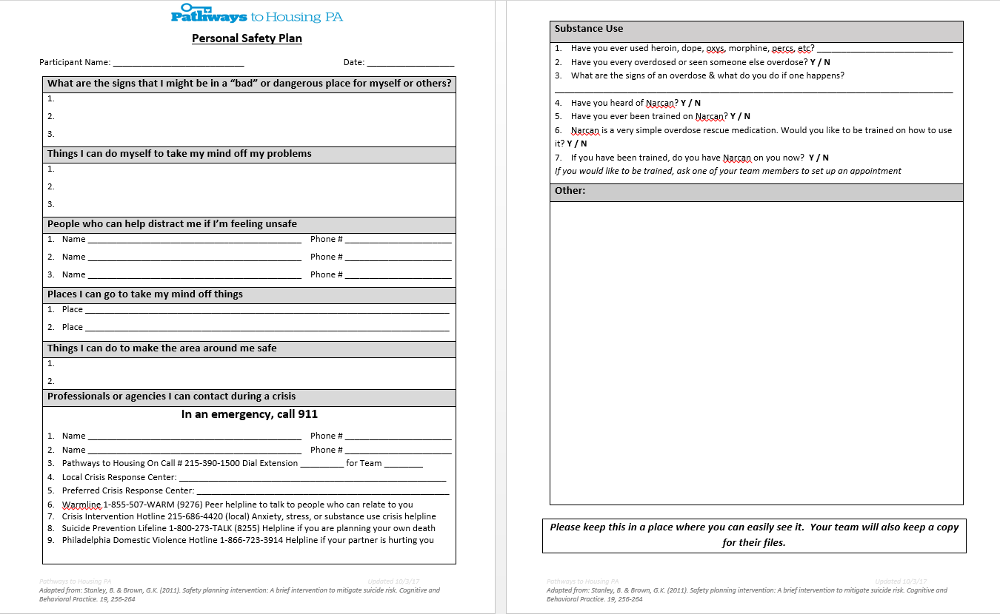 Pathways to Housing PA
Personal Safety Plan
Participant Name: ____________________________ Date: ___________________
What are the signs that I might be in a “bad” or dangerous place for myself or others?
1.
2.
3.
Things I can do myself to take my mind off my problems
1.
2.
3.
People who can help distract me if I’m feeling unsafe
1. Name ______________________________________________ Phone # _______________________
2. Name ______________________________________________ Phone # _______________________
3. Name ______________________________________________ Phone # _______________________
Places I can go to take my mind off things
1. Place ______________________________________________________________________________
2. Place ______________________________________________________________________________
Things I can do to make the area around me safe
1.
2.
Professionals or agencies I can contact during a crisis
In an emergency, call 911
1. Name ______________________________________________ Phone # _______________________
2. Name ______________________________________________ Phone # _______________________
3. Pathways to Housing On Call # 215-390-1500 Dial Extension _________ for Team ________
4. Local Crisis Response Center: _________________________________________________________
5. Preferred Crisis Response Center: ______________________________________________________
6. Warmline 1-855-507-WARM (9276) Peer helpline to talk to people who can relate to you
7. Crisis Intervention Hotline 215-686-4420 (local) Anxiety, stress, or substance use crisis helpline
8. Suicide Prevention Lifeline 1-800-273-TALK (8255) Helpline if you are planning your own death
9. Philadelphia Domestic Violence Hotline 1-866-723-3914 Helpline if your partner is hurting you
Pathways to Housing PA Updated 10/3/17
Adapted from: Stanley, B. & Brown, G.K. (2011). Safety planning intervention: A brief intervention to mitigate suicide risk. Cognitive and
Behavioral Practice. 19, 256-264
Substance Use
1. Have you ever used heroin, dope, oxys, morphine, percs, etc? _____________________________
2. Have you every overdosed or seen someone else overdose? Y / N
3. What are the signs of an overdose & what do you do if one happens?
_____________________________________________________________________________________
4. Have you heard of Narcan? Y / N
5. Have you ever been trained on Narcan? Y / N
6. Narcan is a very simple overdose rescue medication. Would you like to be trained on how to use
it? Y / N
7. If you have been trained, do you have Narcan on you now? Y / N
If you would like to be trained, ask one of your team members to set up an appointment
Other:
Please keep this in a place where you can easily see it. Your team will also keep a copy
for their files.
Pathways to Housing PA Updated 10/3/17
Adapted from: Stanley, B. & Brown, G.K. (2011). Safety planning intervention: A brief intervention to mitigate suicide risk. Cognitive and
Behavioral Practice. 19, 256-264